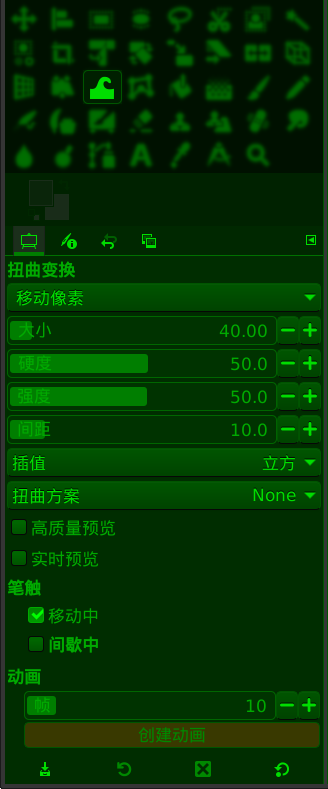 扭曲变换
移动像素
大小 40.00
硬度 50.0
强度 50.0
间距 10.0
插值 立方
扭曲方案 None
高质量预览
实时预览
笔触
移动中
间歇中
动画
帧 10
创建动画